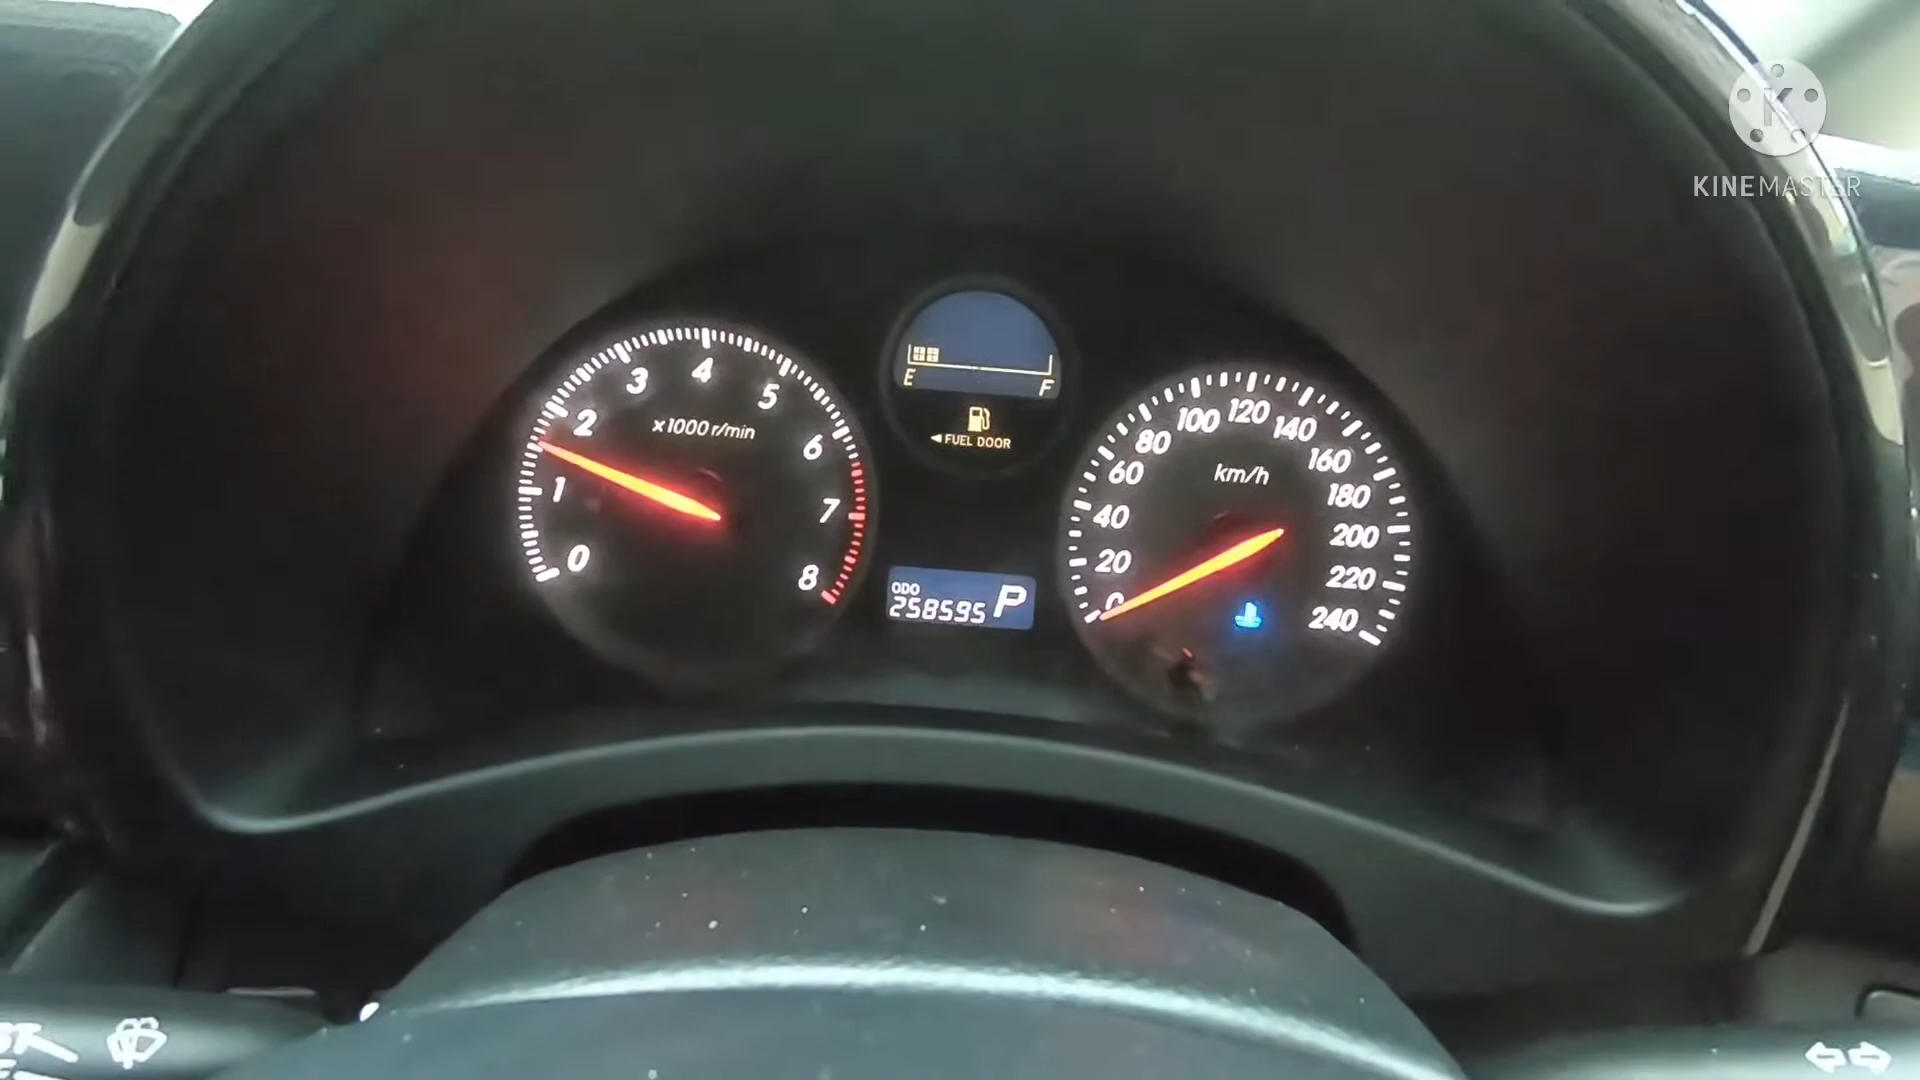 KINEMASTER
0 1 2 3 4 5 6 7 8
x1000 r/min
E F
◄ FUEL DOOR
ODO
258595 P
0 20 40 60 80 100 120 140 160 180 200 220 240
km/h